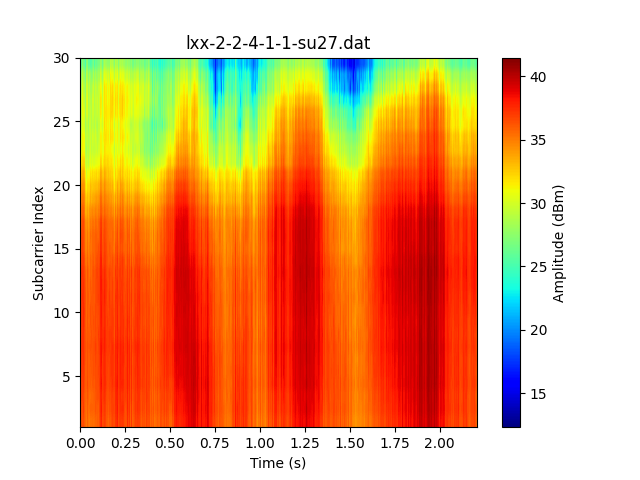 lxx-2-2-4-1-1-su27.dat
30
25
20
15
10
5
Subcarrier Index
0.00 0.25 0.50 0.75 1.00 1.25 1.50 1.75 2.00
Time (s)
40
35
30
25
20
15
Amplitude (dBm)